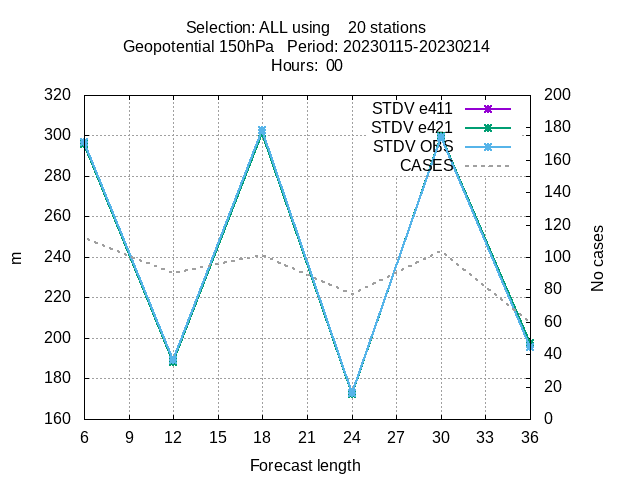 Selection: ALL using 20 stations
Geopotential 150hPa Period: 20230115-20230214
Hours: 00
STDV e411
STDV e421
STDV OBS
CASES
320
300
280
260
240
220
200
180
160
200
180
160
140
120
100
80
60
40
20
0
m
No cases
6 9 12 15 18 21 24 27 30 33 36
Forecast length